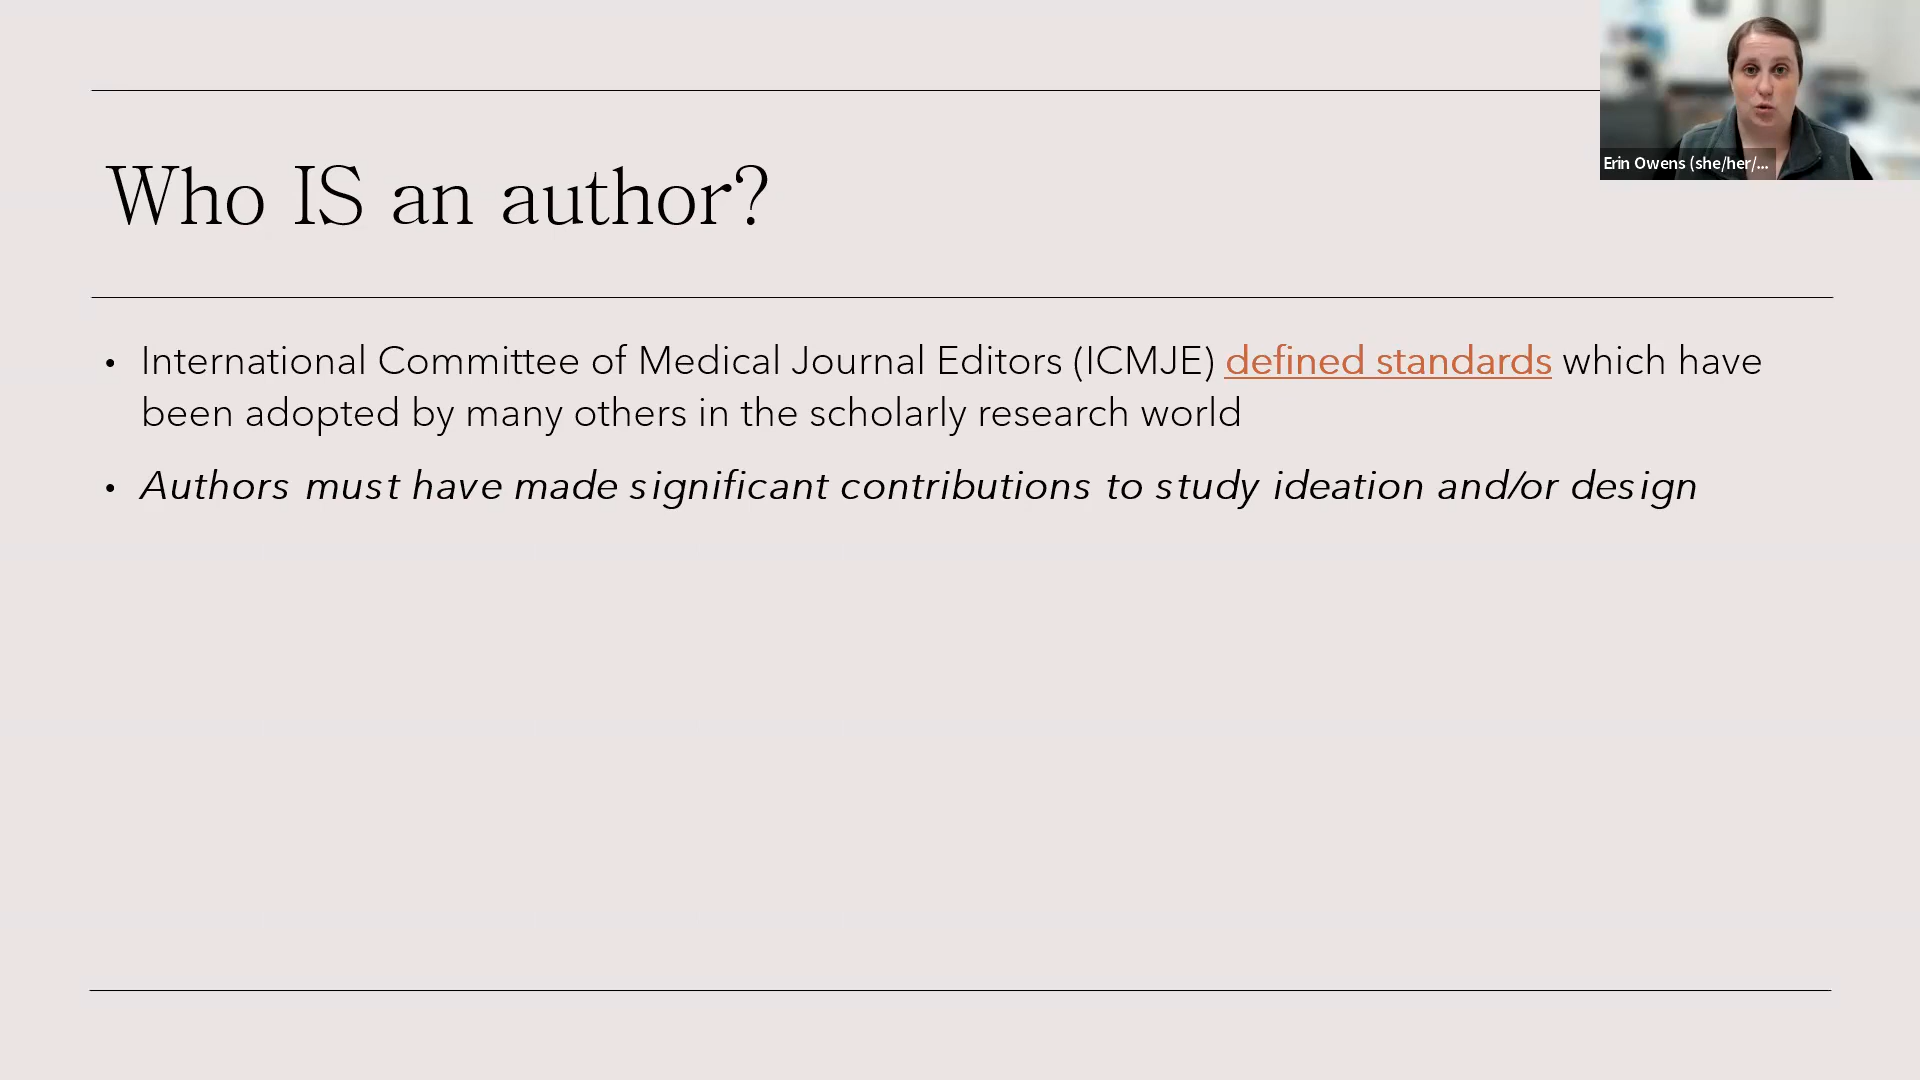 Who IS an author?
• International Committee of Medical Journal Editors (ICMJE) defined standards which have
been adopted by many others in the scholarly research world
• Authors must have made significant contributions to study ideation and/or design
Erin Owens (she/her/...